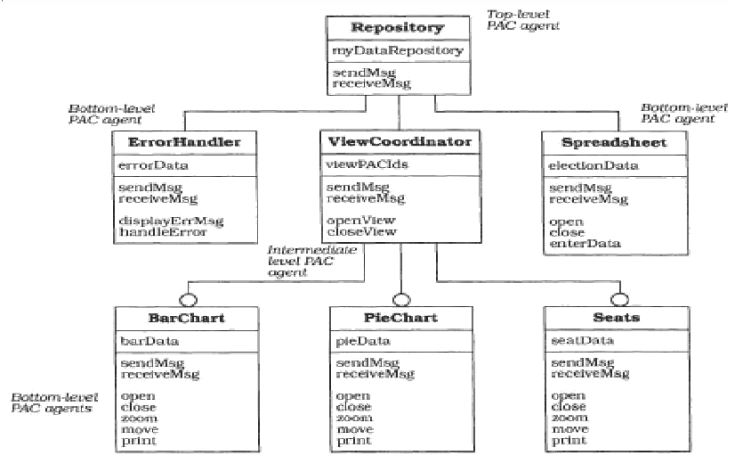 Top-level
PAC agent
Repository
myDataRepository
sendMsg
receiveMsg
Bottom-level
PAC agent
ErrorHandler
errorData
sendMsg
receiveMsg
displayErrMsg
handleError
ViewCoordinator
viewPACIds
sendMsg
receiveMsg
openView
closeView
Bottom-level
PAC agent
Spreadsheet
electionData
sendMsg
receiveMsg
open
close
enterData
Intermediate
level PAC
agent
BarChart
barData
sendMsg
receiveMsg
open
close
zoom
move
print
PieChart
pieData
sendMsg
receiveMsg
open
close
zoom
move
print
Seats
seatData
sendMsg
receiveMsg
open
close
zoom
move
print
Bottom-level
PAC agents